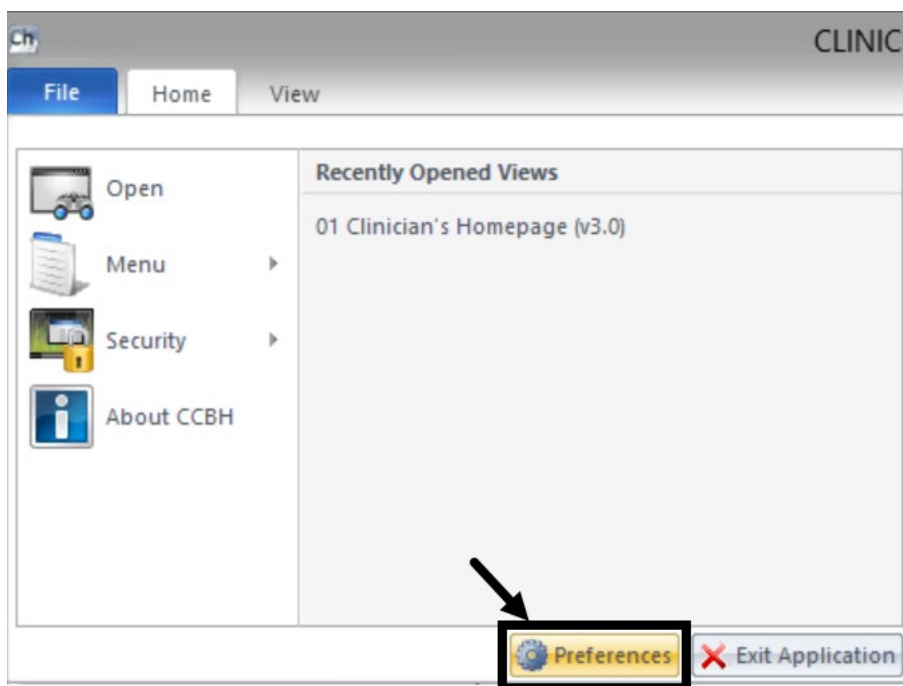 Ch
CLINIC
File Home View
Open
Menu
Security
About CCBH
Recently Opened Views
01 Clinician's Homepage (v3.0)
Preferences Exit Application